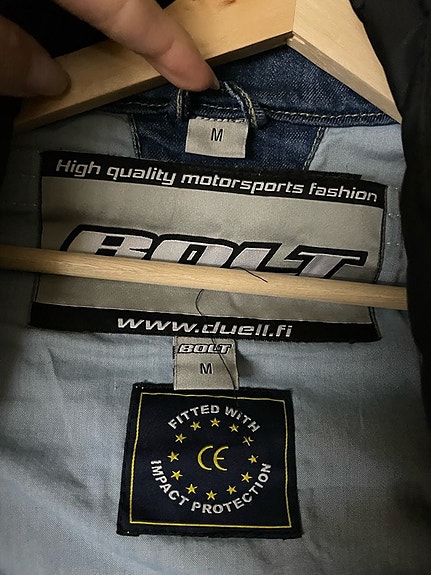 M
High quality motorsports fashion
BOLT
www.duell.fi
BOLT
M
FITTED WITH
CE
IMPACT PROTECTION